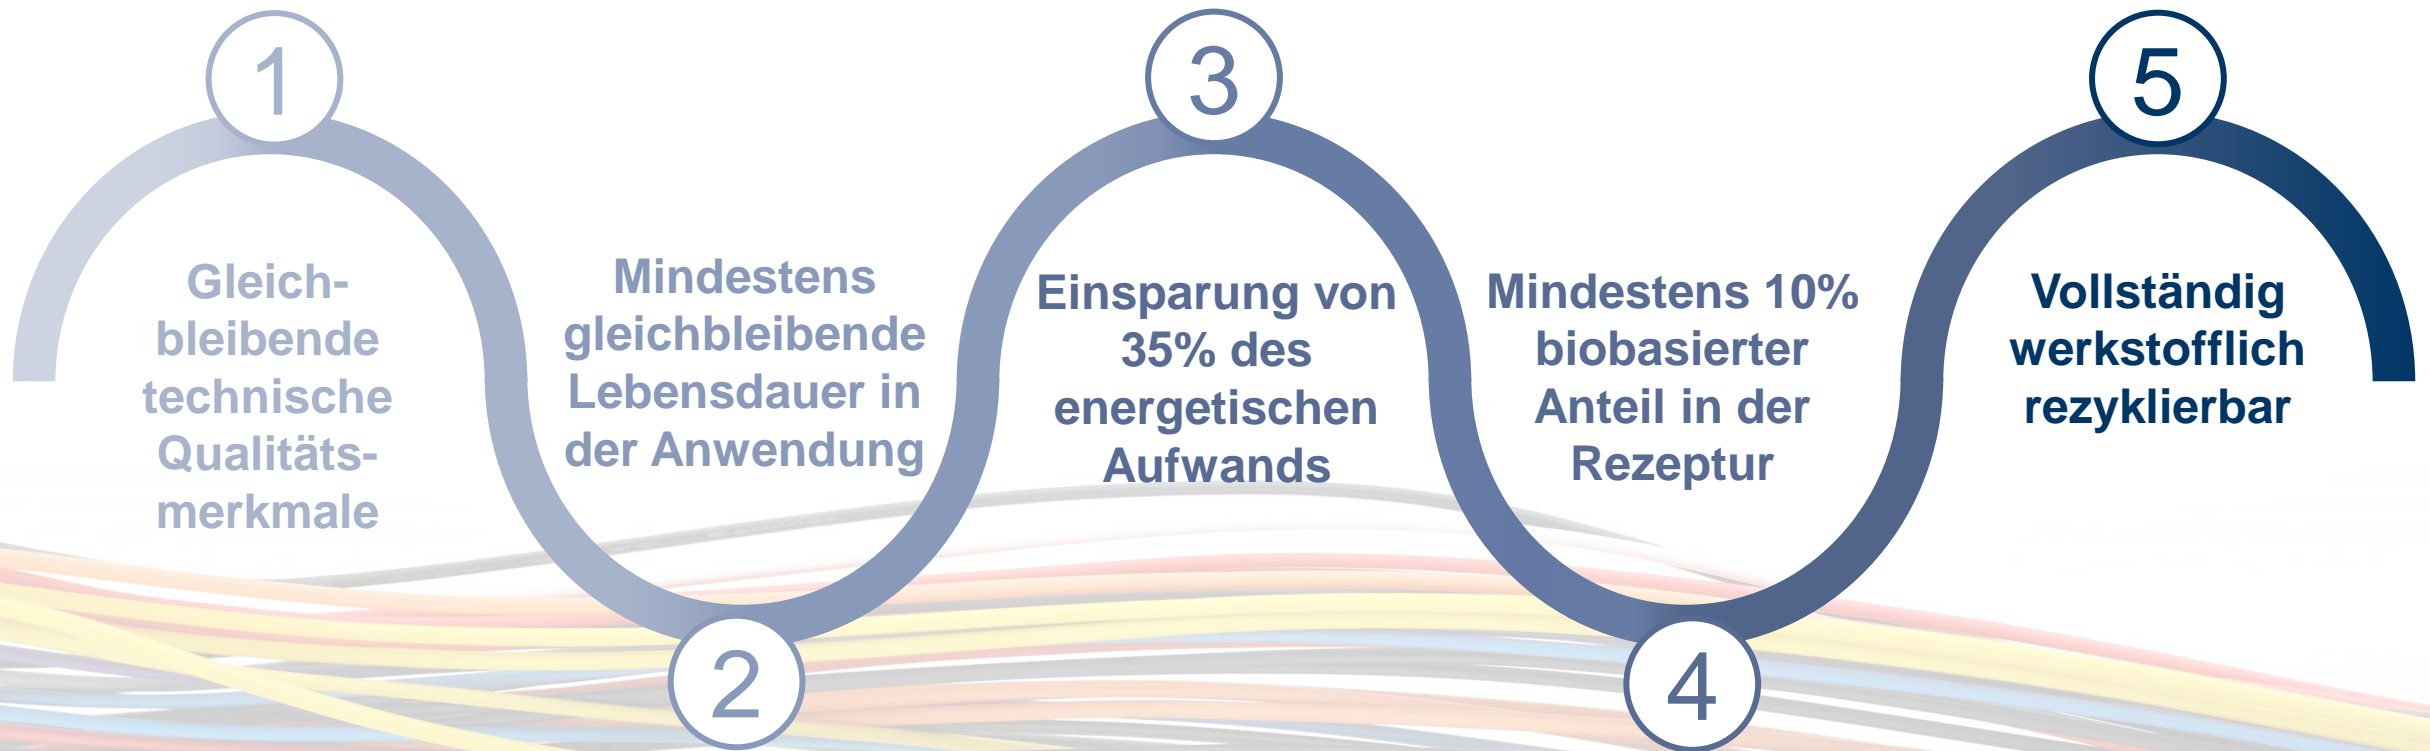 1
Gleich-
bleibende
technische
Qualitäts-
merkmale
2
Mindestens
gleichbleibende
Lebensdauer in
der Anwendung
3
Einsparung von
35% des
energetischen
Aufwands
4
Mindestens 10%
biobasierter
Anteil in der
Rezeptur
5
Vollständig
werkstofflich
rezyklierbar